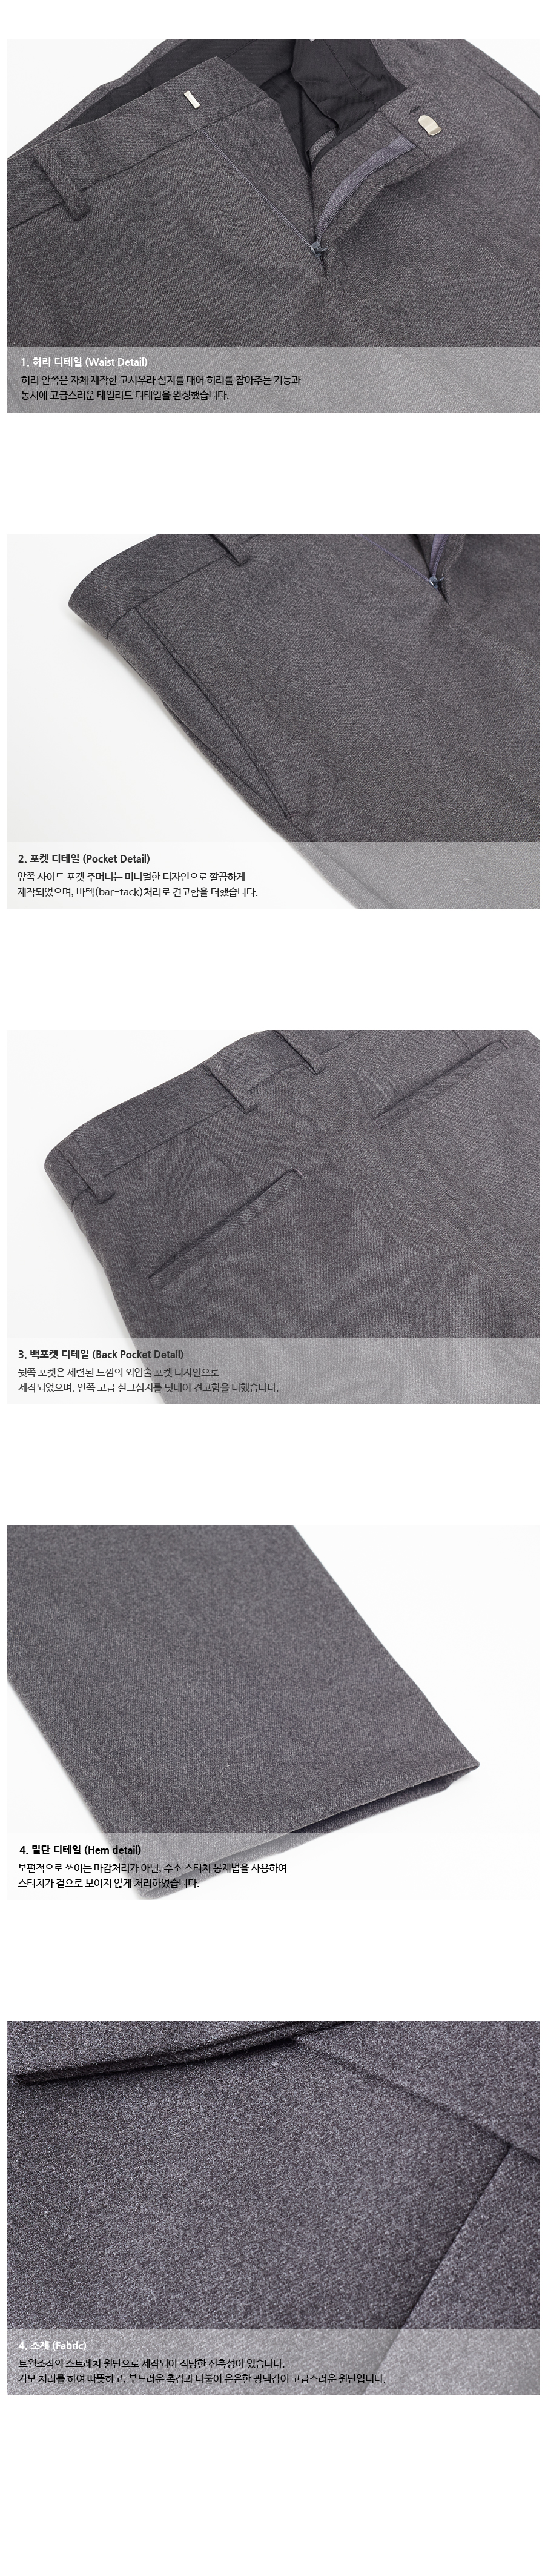 1. 허리 디테일 (Waist Detail)
허리 안쪽은 자체 제작한 고시우라 심지를 대어 허리를 잡아주는 기능과
동시에 고급스러운 테일러드 디테일을 완성했습니다.
2. 포켓 디테일 (Pocket Detail)
앞쪽 사이드 포켓 주머니는 미니멀한 디자인으로 깔끔하게
제작되었으며, 바텍(bar-tack)처리로 견고함을 더했습니다.
3. 백포켓 디테일 (Back Pocket Detail)
뒷쪽 포켓은 세련된 느낌의 외입술 포켓 디자인으로
제작되었으며, 안쪽 고급 실크심지를 덧대어 견고함을 더했습니다.
4. 밑단 디테일 (Hem detail)
보편적으로 쓰이는 마감처리가 아닌, 수소 스티치 봉제법을 사용하여
스티치가 겉으로 보이지 않게 처리하였습니다.
4. 소재 (Fabric)
트윌조직의 스트레치 원단으로 제작되어 적당한 신축성이 있습니다.
기모 처리를 하여 따뜻하고, 부드러운 촉감과 더불어 은은한 광택감이 고급스러운 원단입니다.